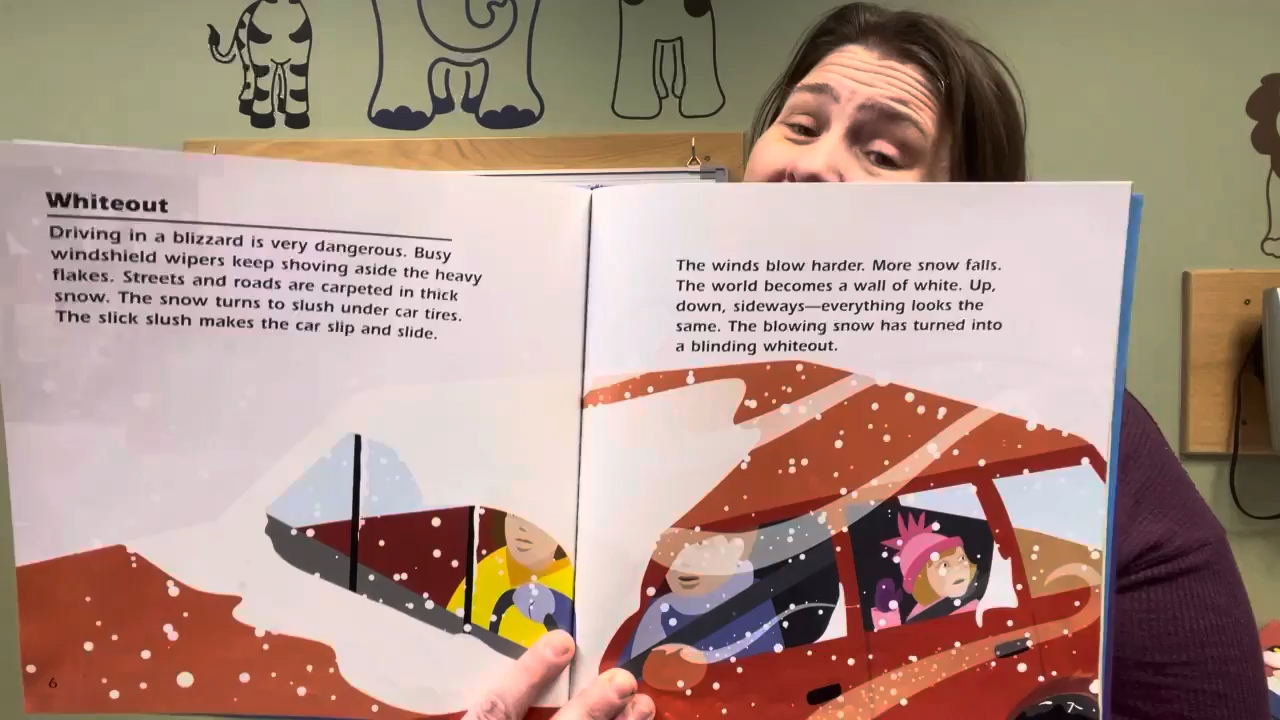 Whiteout
Driving in a blizzard is very dangerous. Busy
windshield wipers keep shoving aside the heavy
flakes. Streets and roads are carpeted in thick
snow. The snow turns to slush under car tires.
The slick slush makes the car slip and slide.
6
The winds blow harder. More snow falls.
The world becomes a wall of white. Up,
down, sideways—everything looks the
same. The blowing snow has turned into
a blinding whiteout.
7